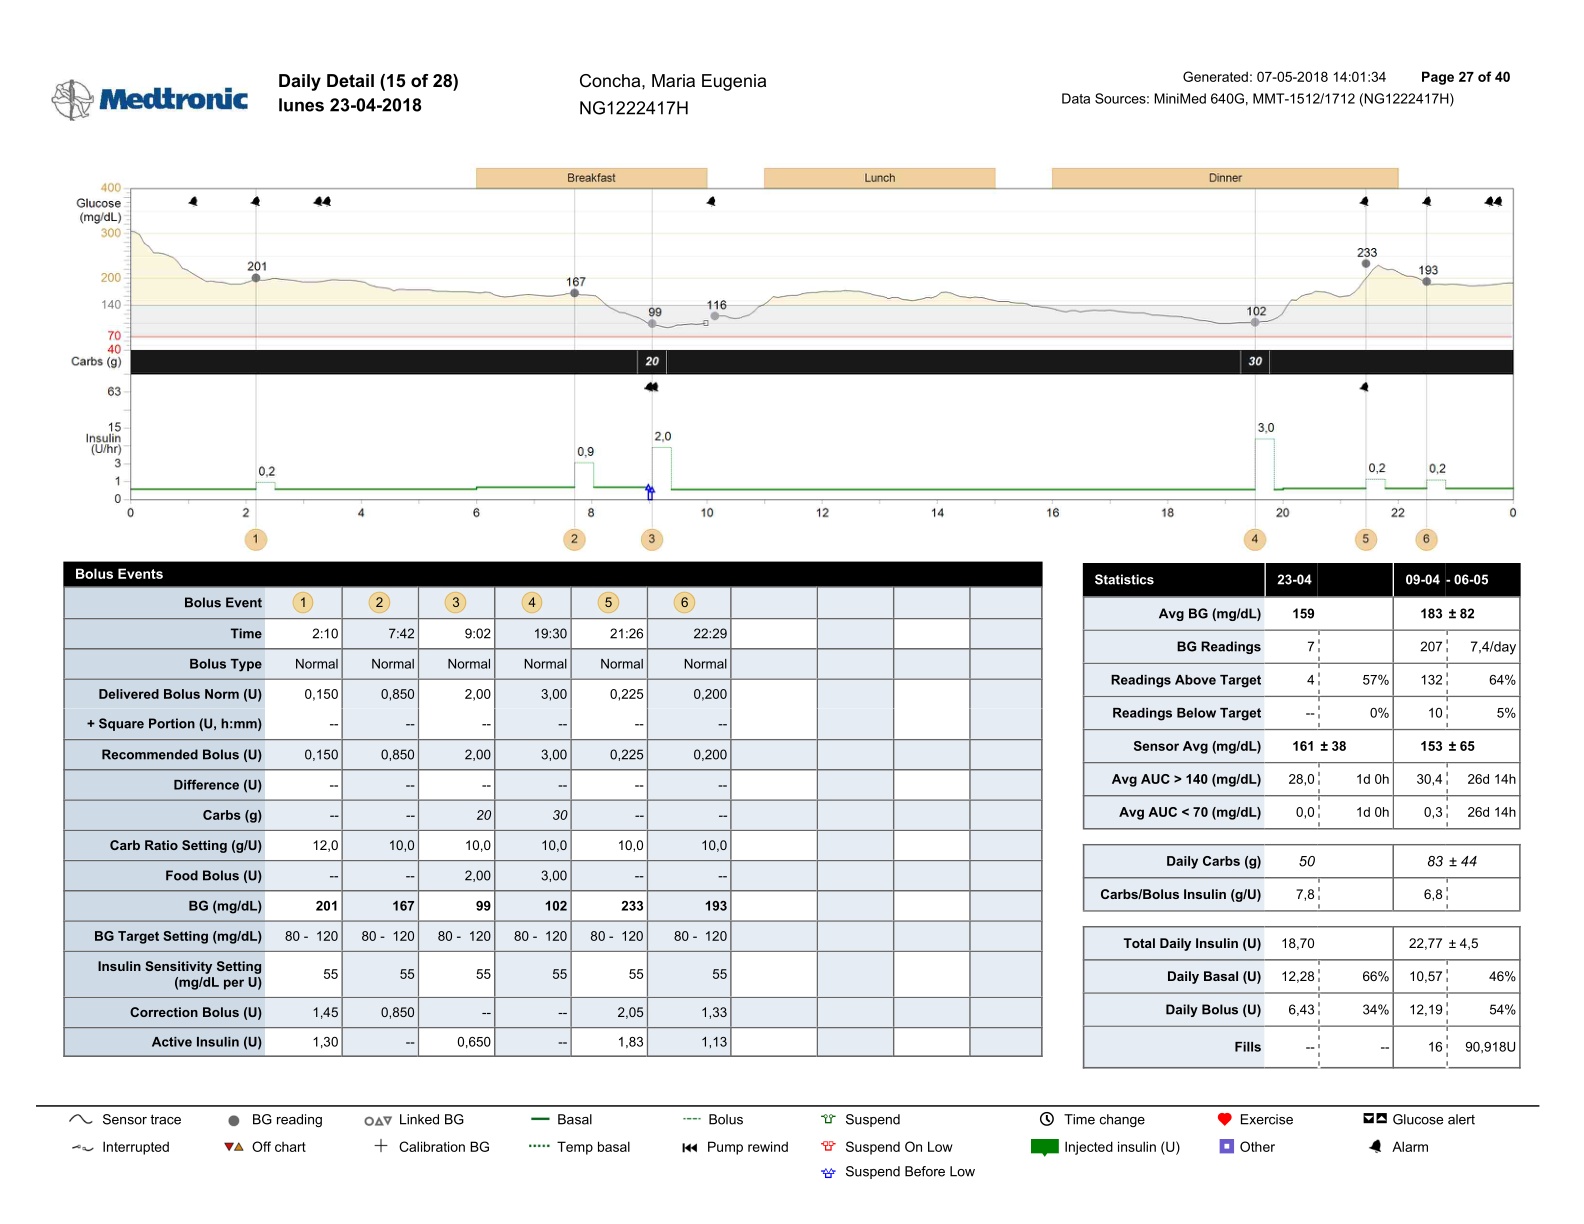 Medtronic
Daily Detail (15 of 28)
lunes 23-04-2018
Concha, Maria Eugenia
NG1222417H
Generated: 07-05-2018 14:01:34 Page 27 of 40
Data Sources: MiniMed 640G, MMT-1512/1712 (NG1222417H)
Breakfast Lunch Dinner
400
Glucose
(mg/dL)
300
200
140
70
40
201 167 99 116 102 233 193
Carbs (g) 20 30
63
15
Insulin
(U/hr)
3
1
0
0,2 0,9 2,0 3,0 0,2 0,2
0 2 4 6 8 10 12 14 16 18 20 22 0
1 2 3 4 5 6
Bolus Events
Bolus Event 1 2 3 4 5 6
Time 2:10 7:42 9:02 19:30 21:26 22:29
Bolus Type Normal Normal Normal Normal Normal Normal
Delivered Bolus Norm (U) 0,150 0,850 2,00 3,00 0,225 0,200
+ Square Portion (U, h:mm) -- -- -- -- -- --
Recommended Bolus (U) 0,150 0,850 2,00 3,00 0,225 0,200
Difference (U) -- -- -- -- -- --
Carbs (g) -- -- 20 30 -- --
Carb Ratio Setting (g/U) 12,0 10,0 10,0 10,0 10,0 10,0
Food Bolus (U) -- -- 2,00 3,00 -- --
BG (mg/dL) 201 167 99 102 233 193
BG Target Setting (mg/dL) 80 - 120 80 - 120 80 - 120 80 - 120 80 - 120 80 - 120
Insulin Sensitivity Setting
(mg/dL per U) 55 55 55 55 55 55
Correction Bolus (U) 1,45 0,850 -- -- 2,05 1,33
Active Insulin (U) 1,30 -- 0,650 -- 1,83 1,13
Statistics 23-04 09-04 - 06-05
Avg BG (mg/dL) 159 183 ± 82
BG Readings 7 207 7,4/day
Readings Above Target 4 57% 132 64%
Readings Below Target -- 0% 10 5%
Sensor Avg (mg/dL) 161 ± 38 153 ± 65
Avg AUC > 140 (mg/dL) 28,0 1d 0h 30,4 26d 14h
Avg AUC < 70 (mg/dL) 0,0 1d 0h 0,3 26d 14h
Daily Carbs (g) 50 83 ± 44
Carbs/Bolus Insulin (g/U) 7,8 6,8
Total Daily Insulin (U) 18,70 22,77 ± 4,5
Daily Basal (U) 12,28 66% 10,57 46%
Daily Bolus (U) 6,43 34% 12,19 54%
Fills -- -- 16 90,918U
Sensor trace BG reading Linked BG Basal Bolus Suspend Time change Exercise Glucose alert
Interrupted Off chart Calibration BG Temp basal Pump rewind Suspend On Low Injected insulin (U) Other Alarm
Suspend Before Low